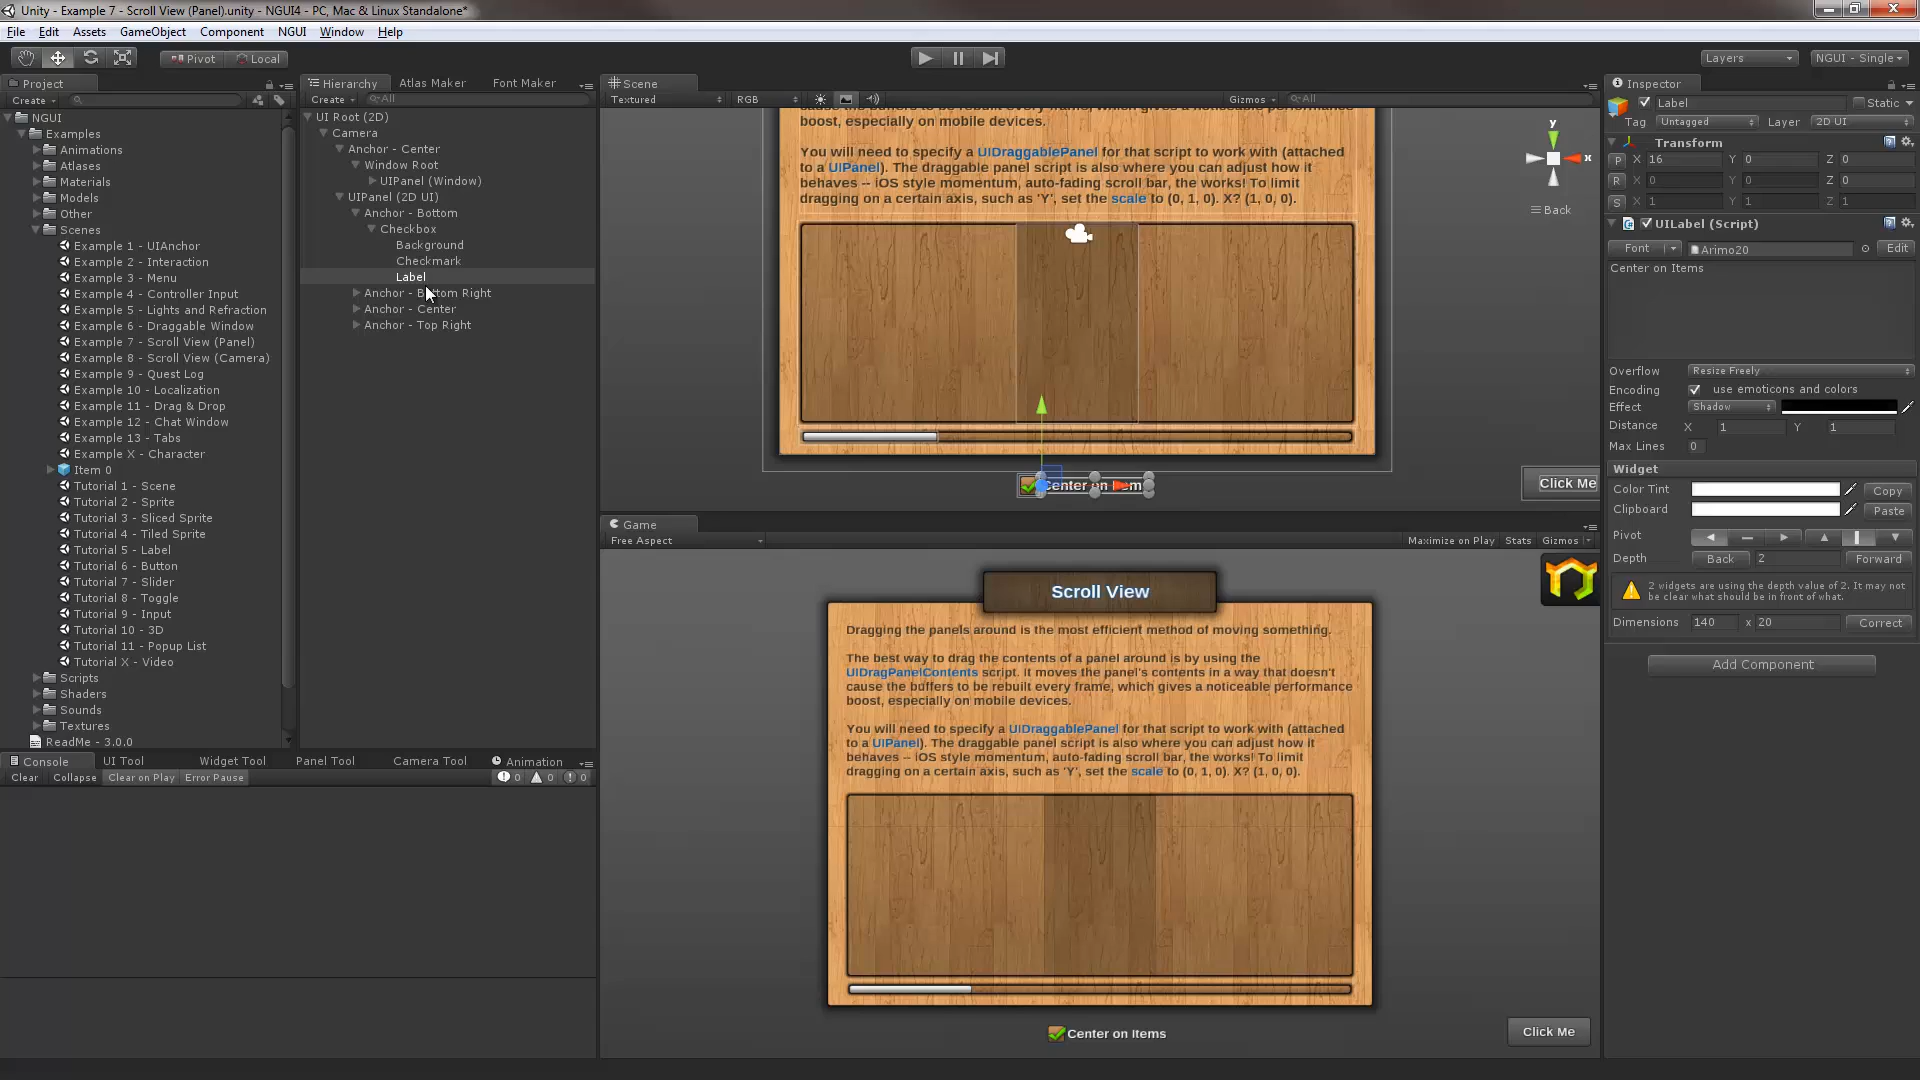 Unity - Example 7 - Scroll View (Panel).unity - NGUI4 - PC, Mac & Linux Standalone*
File Edit Assets GameObject Component NGUI Window Help
Pivot Local Layers NGUI - Single
Project
Create
NGUI
Examples
Animations
Atlases
Materials
Models
Other
Scenes
Example 1 - UIAnchor
Example 2 - Interaction
Example 3 - Menu
Example 4 - Controller Input
Example 5 - Lights and Refraction
Example 6 - Draggable Window
Example 7 - Scroll View (Panel)
Example 8 - Scroll View (Camera)
Example 9 - Quest Log
Example 10 - Localization
Example 11 - Drag & Drop
Example 12 - Chat Window
Example 13 - Tabs
Example X - Character
Item 0
Tutorial 1 - Scene
Tutorial 2 - Sprite
Tutorial 3 - Sliced Sprite
Tutorial 4 - Tiled Sprite
Tutorial 5 - Label
Tutorial 6 - Button
Tutorial 7 - Slider
Tutorial 8 - Toggle
Tutorial 9 - Input
Tutorial 10 - 3D
Tutorial 11 - Popup List
Tutorial X - Video
Scripts
Shaders
Sounds
Textures
ReadMe - 3.0.0
Hierarchy Atlas Maker Font Maker
Create All
UI Root (2D)
Camera
Anchor - Center
Window Root
UIPanel (Window)
UIPanel (2D UI)
Anchor - Bottom
Checkbox
Background
Checkmark
Label
Anchor - Bottom Right
Anchor - Center
Anchor - Top Right
Console UI Tool Widget Tool Panel Tool Camera Tool Animation
Clear Collapse Clear on Play Error Pause 0 0 0
Scene
Textured RGB Gizmos All
boost, especially on mobile devices.
You will need to specify a UIDraggablePanel for that script to work with (attached
to a UIPanel). The draggable panel script is also where you can adjust how it
behaves -- iOS style momentum, auto-fading scroll bar, the works! To limit
dragging on a certain axis, such as 'Y', set the scale to (0, 1, 0). X? (1, 0, 0).
y
x
Back
Center on Items
Click Me
Game
Free Aspect Maximize on Play Stats Gizmos
Scroll View
Dragging the panels around is the most efficient method of moving something.
The best way to drag the contents of a panel around is by using the
UIDragPanelContents script. It moves the panel's contents in a way that doesn't
cause the buffers to be rebuilt every frame, which gives a noticeable performance
boost, especially on mobile devices.
You will need to specify a UIDraggablePanel for that script to work with (attached
to a UIPanel). The draggable panel script is also where you can adjust how it
behaves -- iOS style momentum, auto-fading scroll bar, the works! To limit
dragging on a certain axis, such as 'Y', set the scale to (0, 1, 0). X? (1, 0, 0).
Center on Items
Click Me
Inspector
Label Static
Tag Untagged Layer 2D UI
Transform
P X 16 Y 0 Z 0
R X 0 Y 0 Z 0
S X 1 Y 1 Z 1
UILabel (Script)
Font Arimo20 Edit
Center on Items
Overflow Resize Freely
Encoding use emoticons and colors
Effect Shadow
Distance X 1 Y 1
Max Lines 0
Widget
Color Tint Copy
Clipboard Paste
Pivot
Depth Back 2 Forward
2 widgets are using the depth value of 2. It may not
be clear what should be in front of what.
Dimensions 140 x 20 Correct
Add Component